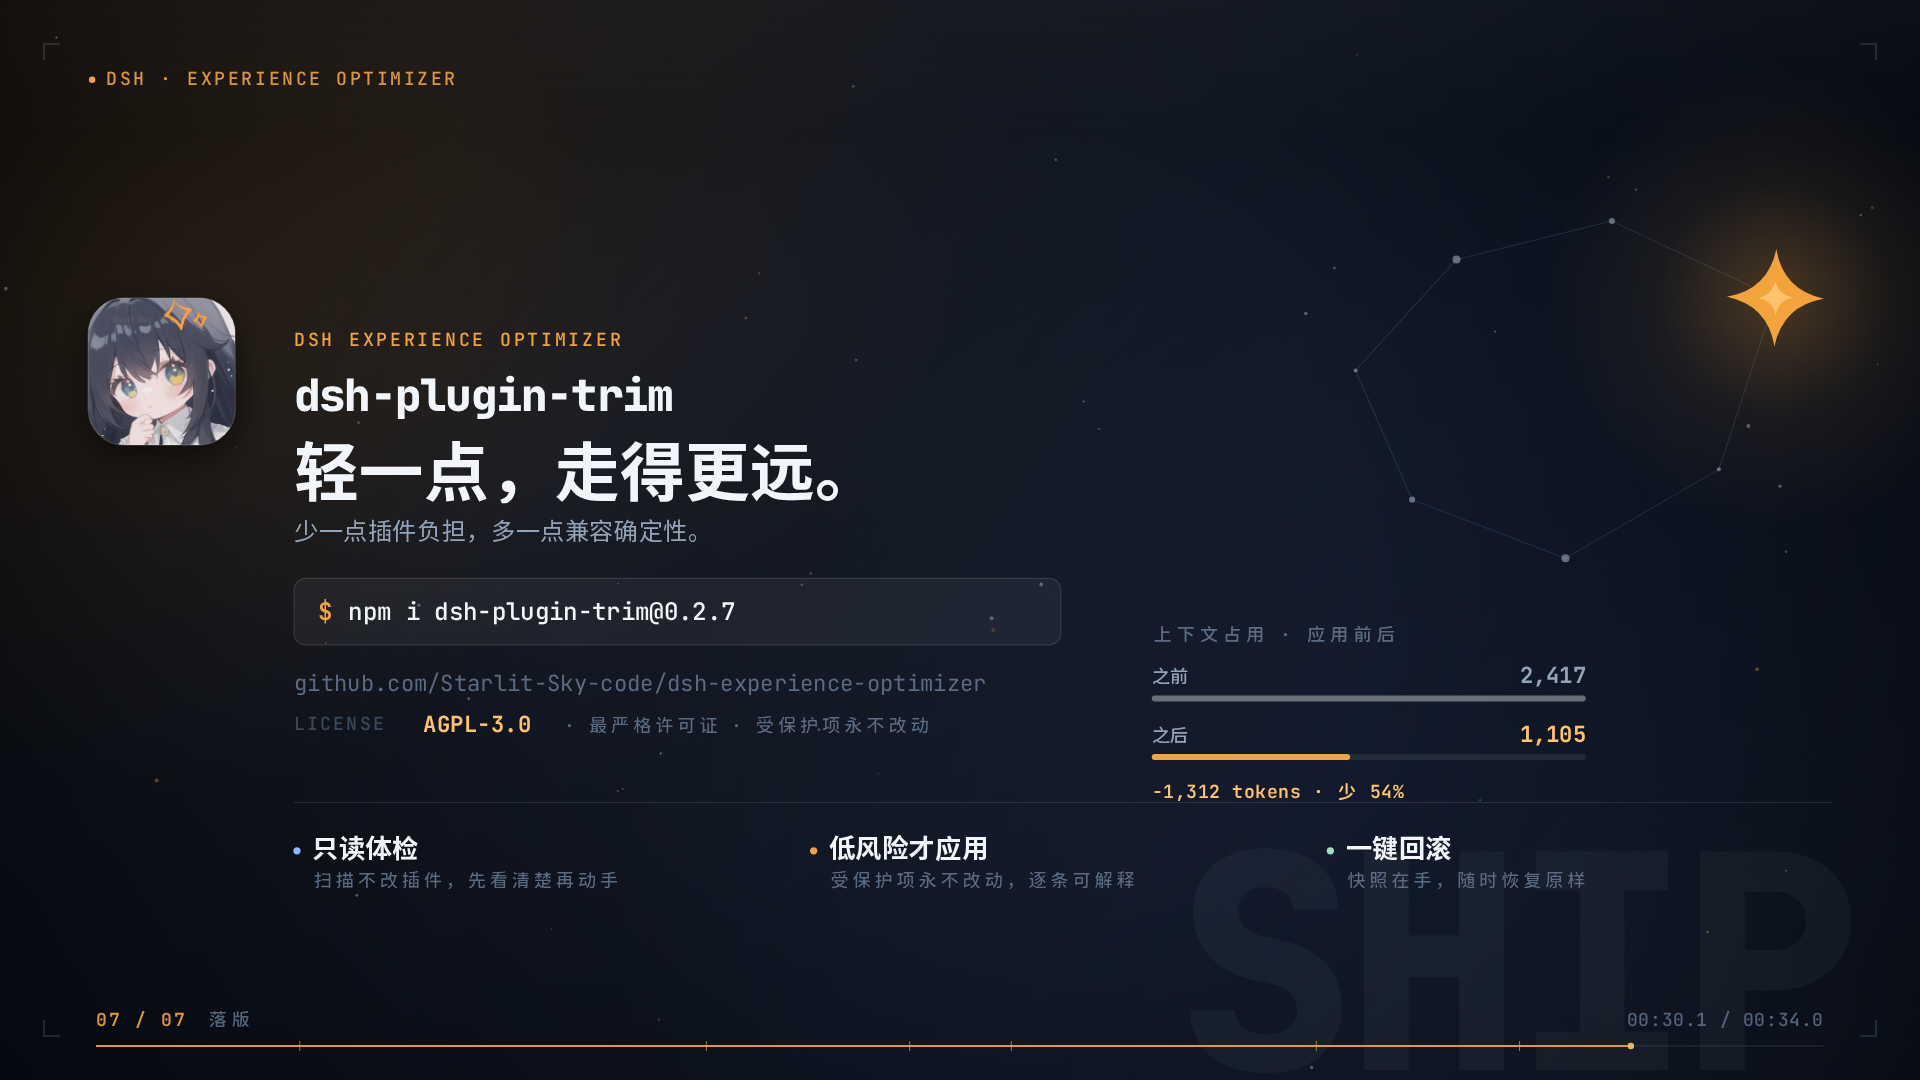 DSH · EXPERIENCE OPTIMIZER
DSH EXPERIENCE OPTIMIZER
dsh-plugin-trim
轻一点，走得更远。
少一点插件负担，多一点兼容确定性。
$ npm i dsh-plugin-trim@0.2.7
github.com/Starlit-Sky-code/dsh-experience-optimizer
LICENSE AGPL-3.0 · 最严格许可证 · 受保护项永不改动
上下文占用 · 应用前后
之前 2,417
之后 1,105
-1,312 tokens · 少 54%
只读体检
扫描不改插件，先看清楚再动手
低风险才应用
受保护项永不改动，逐条可解释
一键回滚
快照在手，随时恢复原样
SHIP
07 / 07 落版
00:30.1 / 00:34.0